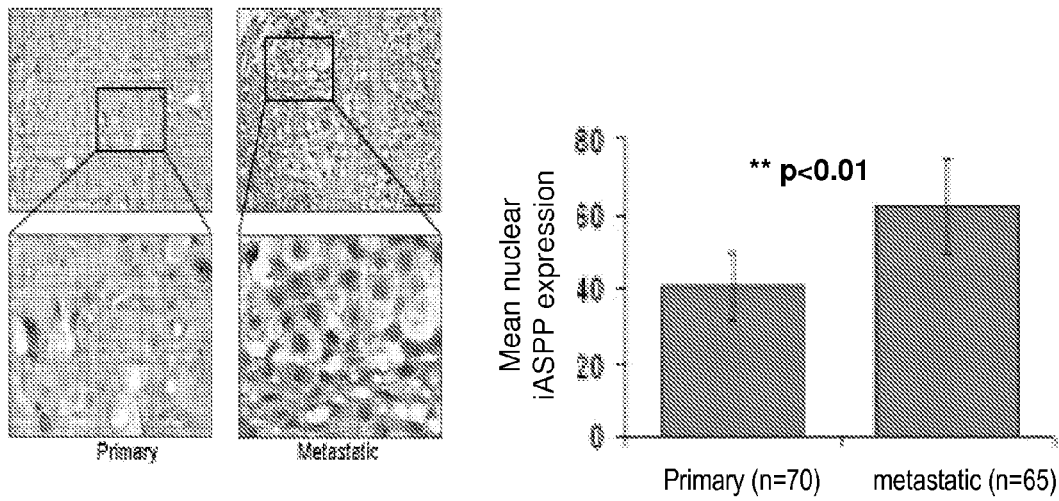 Primary
Metastatic
Mean nuclear
iASPP expression
80
60
40
20
0
** p<0.01
Primary (n=70)
metastatic (n=65)